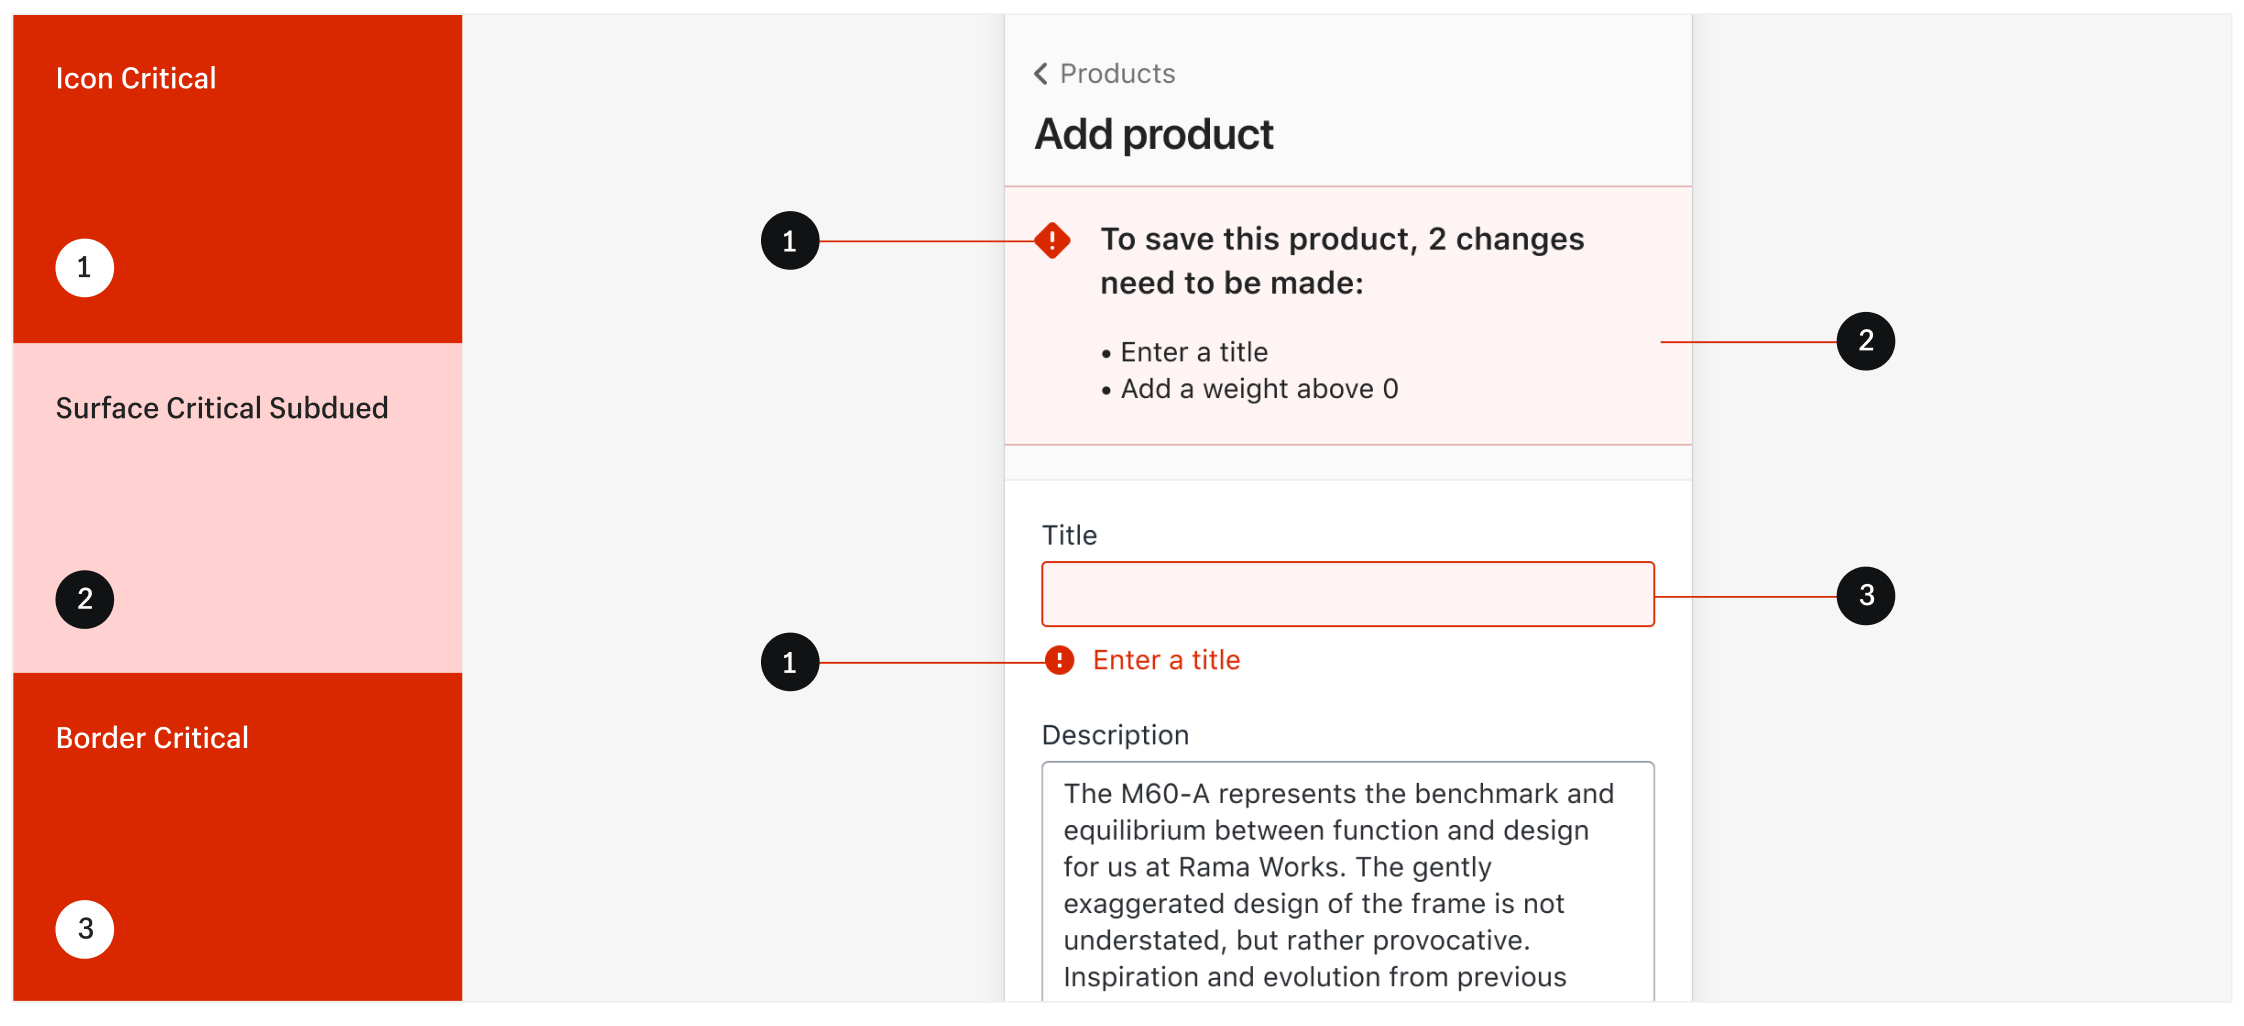 Icon Critical
1
Surface Critical Subdued
2
Border Critical
3
Products
Add product
1
To save this product, 2 changes
need to be made:
• Enter a title
• Add a weight above 0
2
Title
3
1
Enter a title
Description
The M60-A represents the benchmark and
equilibrium between function and design
for us at Rama Works. The gently
exaggerated design of the frame is not
understated, but rather provocative.
Inspiration and evolution from previous